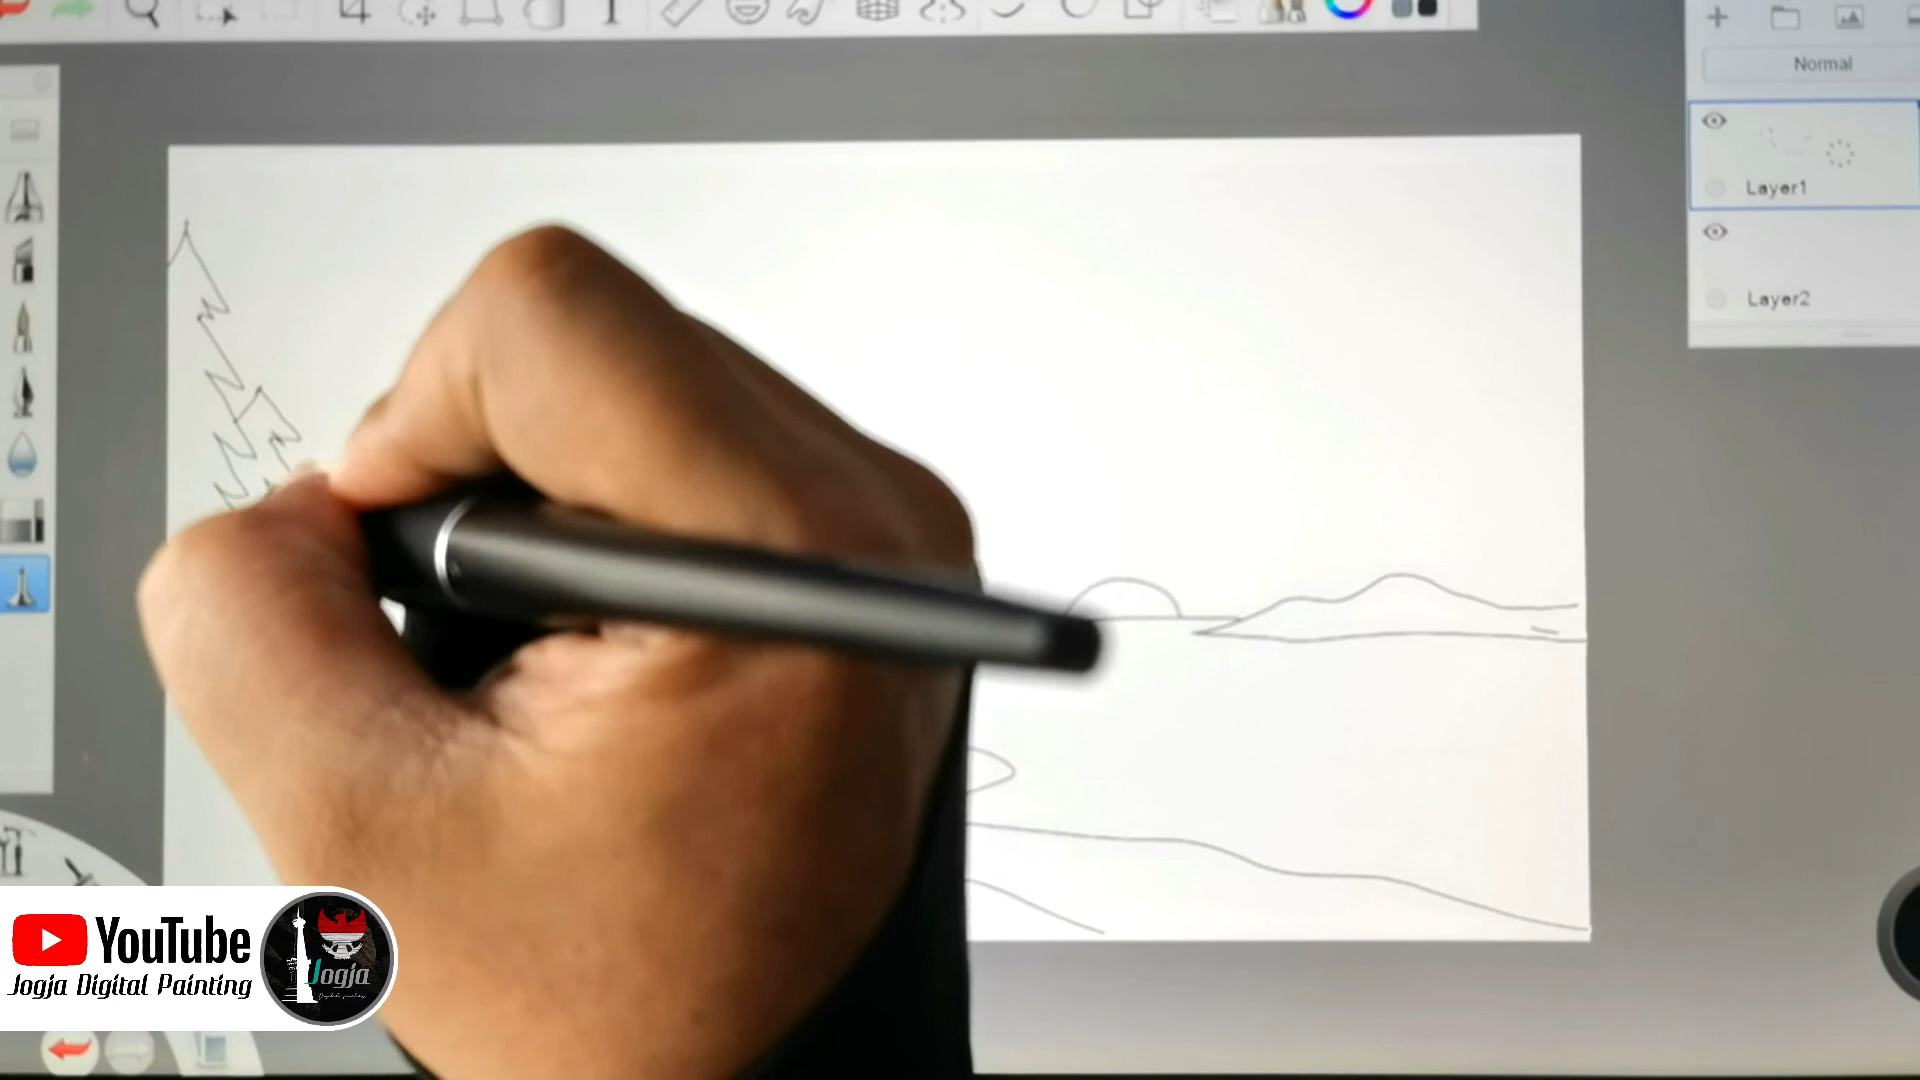 Normal
Layer1
Layer2
YouTube
Jogja Digital Painting
Jogja